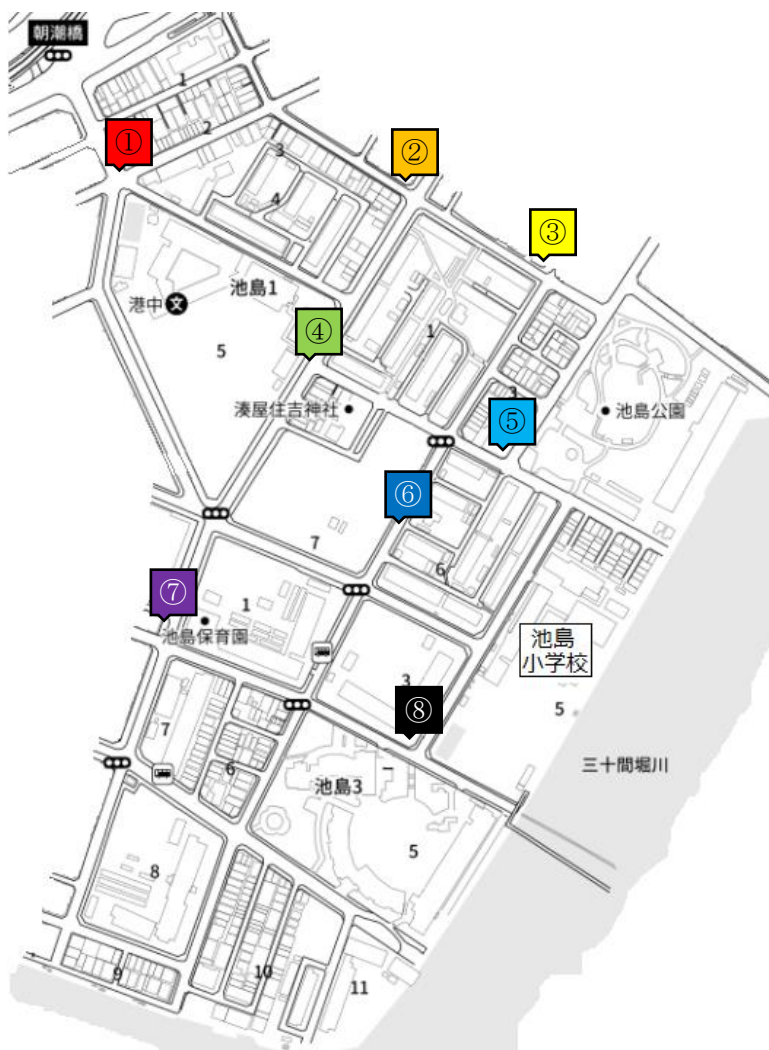 朝潮橋
1
①
2
②
3
4
③
池島1
港中
文
④
1
5
3
湊屋住吉神社
⑤
池島公園
⑥
7
6
⑦
1
池島保育園
池島
小学校
3
⑧
5
7
三十間堀川
6
池島3
5
8
9
10
11